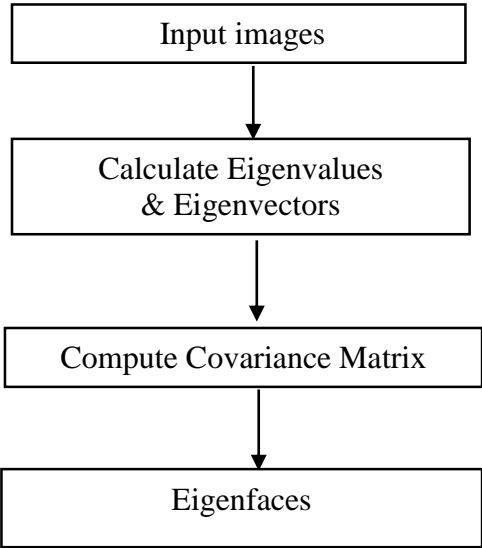 Input images
Calculate Eigenvalues
& Eigenvectors
Compute Covariance Matrix
Eigenfaces